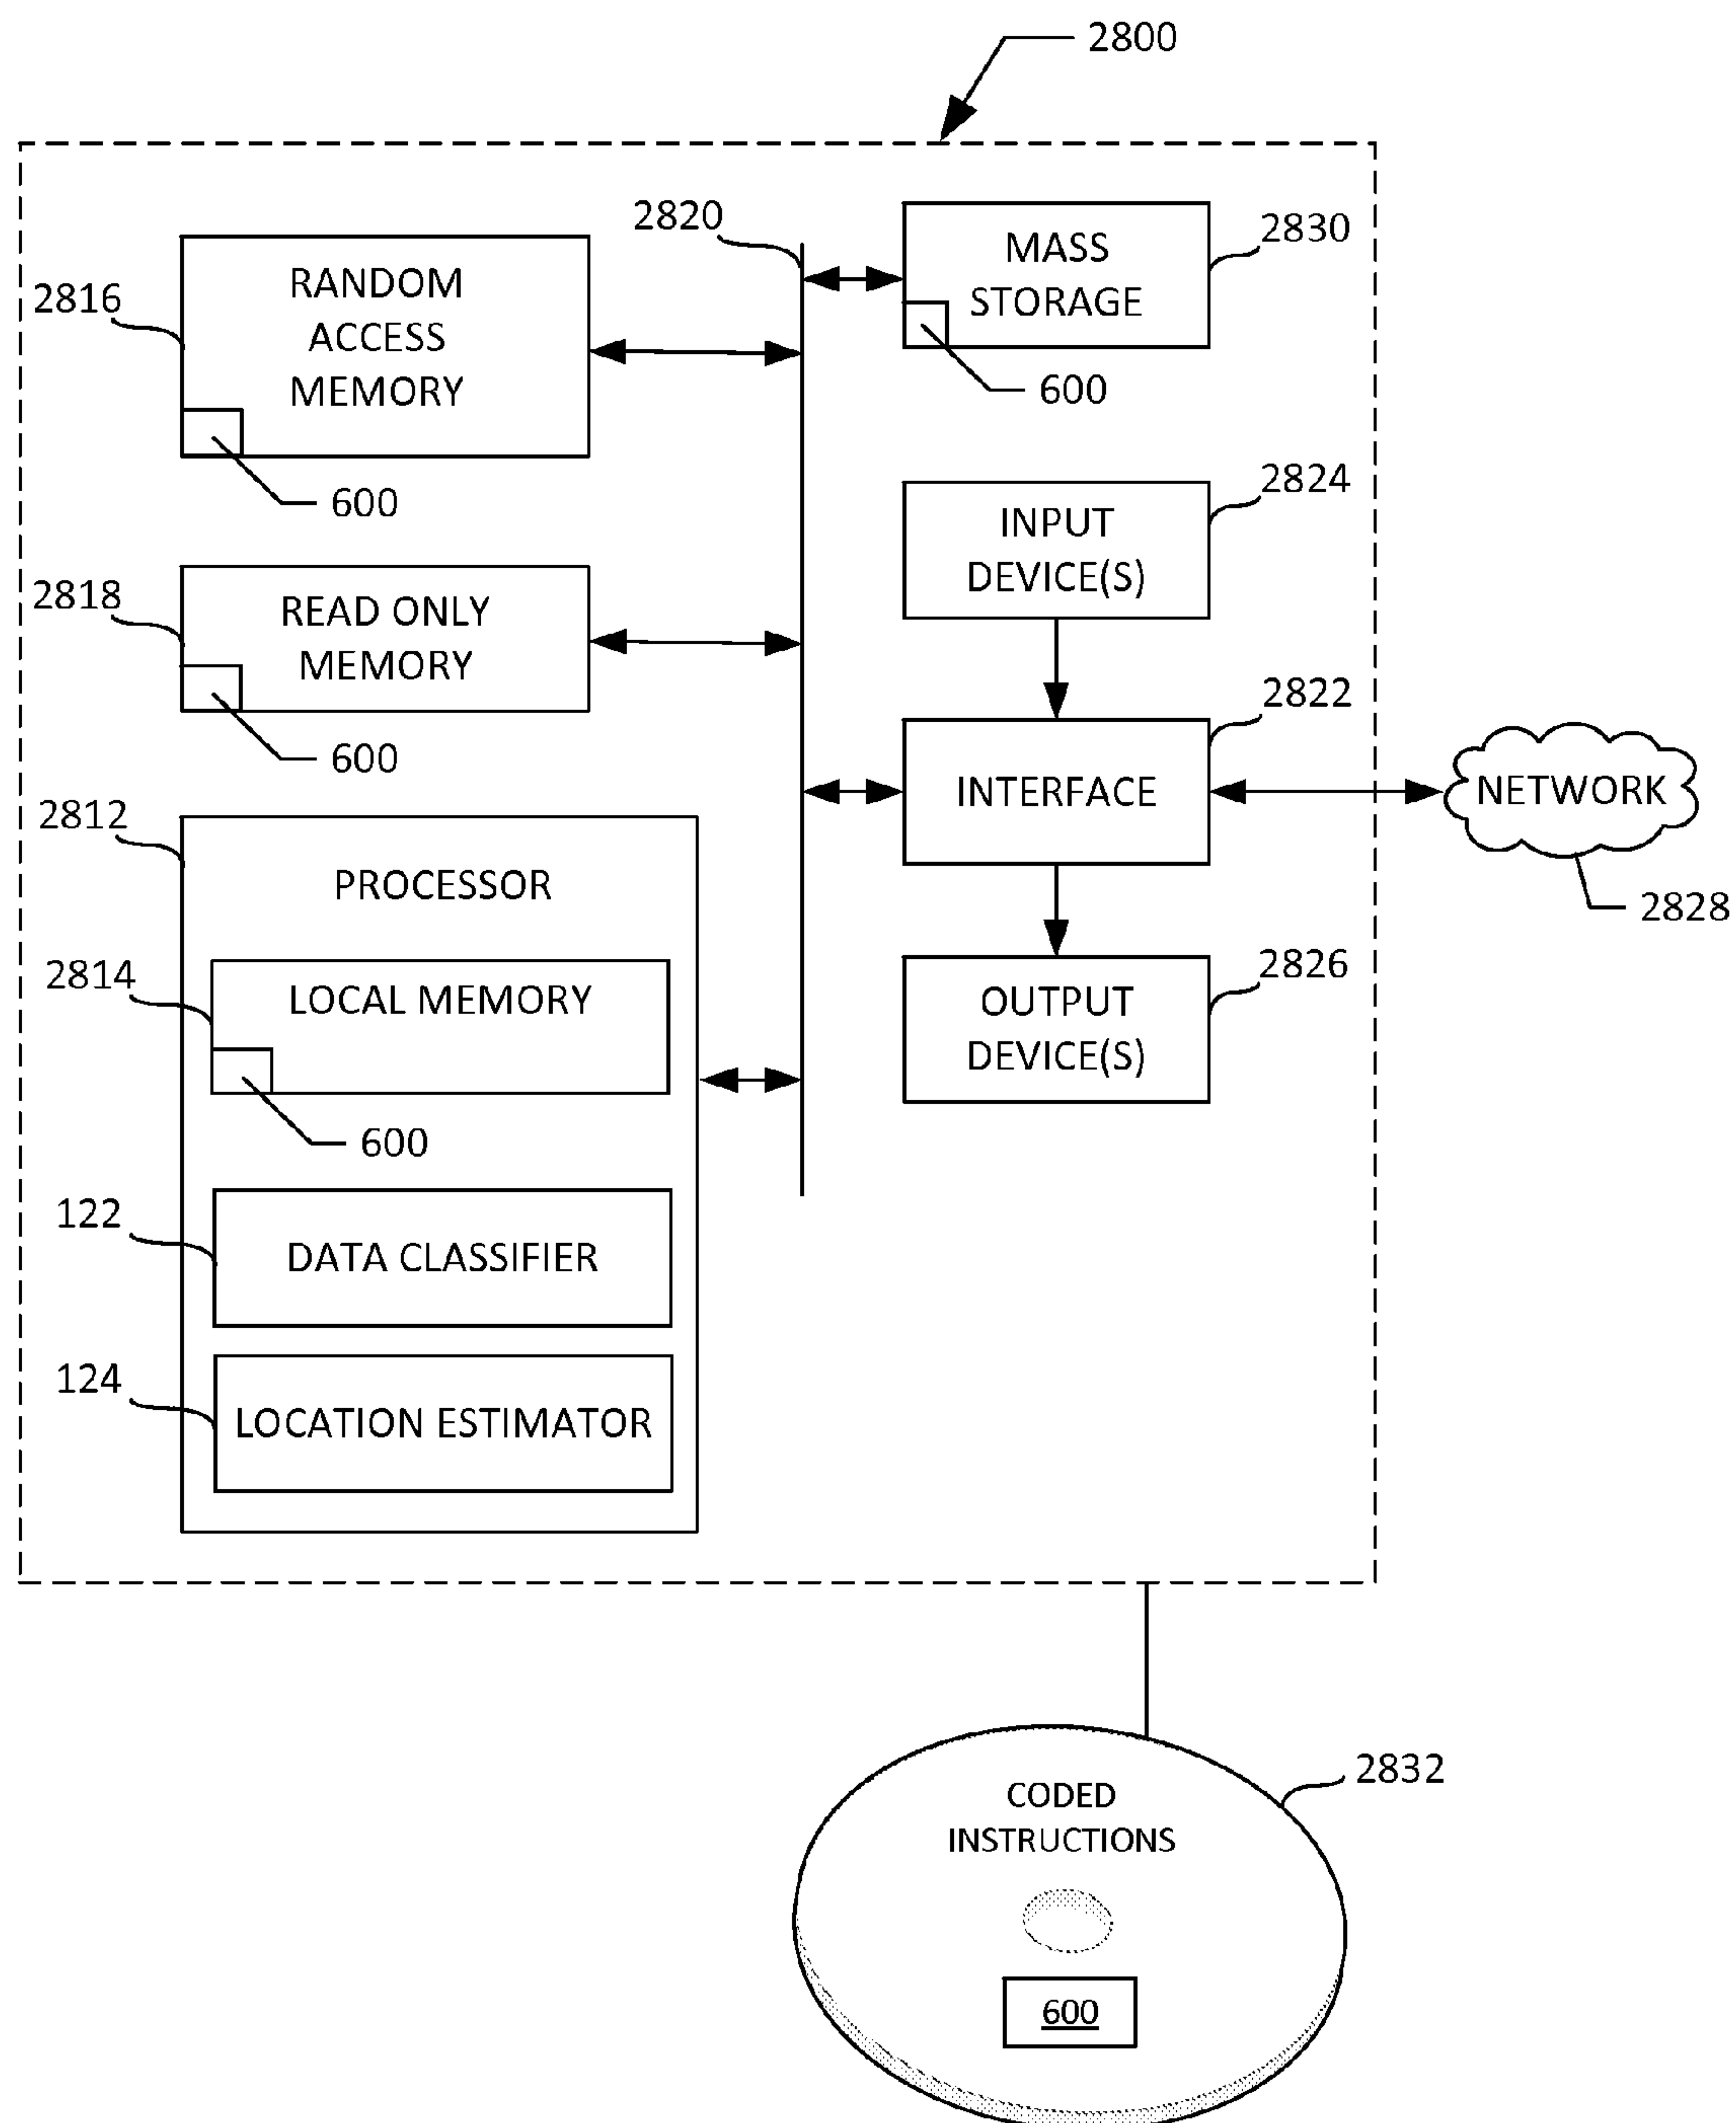 2800
2820
2830
MASS
STORAGE
600
2816
RANDOM
ACCESS
MEMORY
600
2824
INPUT
DEVICE(S)
2818
READ ONLY
MEMORY
600
2822
INTERFACE
NETWORK
2828
2812
PROCESSOR
2826
OUTPUT
DEVICE(S)
2814
LOCAL MEMORY
600
122
DATA CLASSIFIER
124
LOCATION ESTIMATOR
2832
CODED
INSTRUCTIONS
600